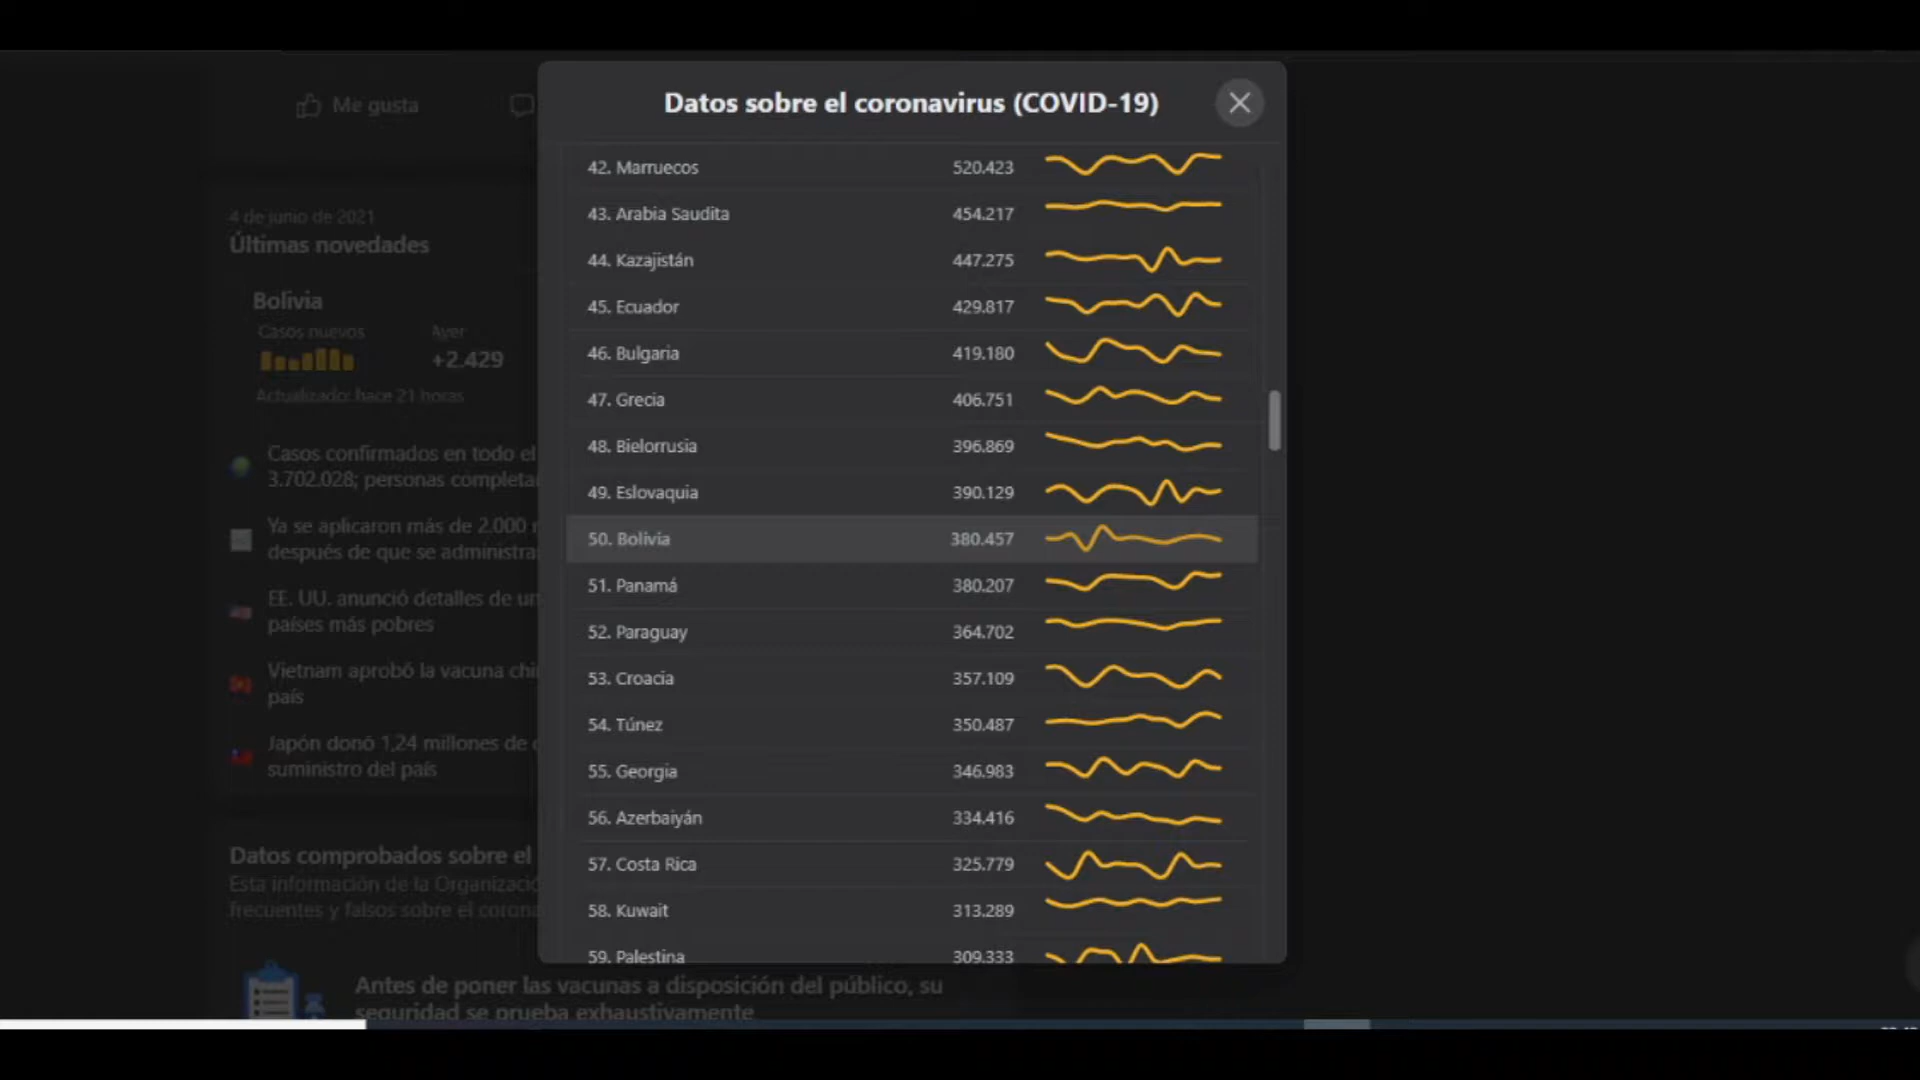 Datos sobre el coronavirus (COVID-19)
42. Marruecos 520.423
43. Arabia Saudita 454.217
44. Kazajistán 447.275
45. Ecuador 429.817
46. Bulgaria 419.180
47. Grecia 406.751
48. Bielorrusia 396.869
49. Eslovaquia 390.129
50. Bolivia 380.457
51. Panamá 380.207
52. Paraguay 364.702
53. Croacia 357.109
54. Túnez 350.487
55. Georgia 346.983
56. Azerbaiyán 334.416
57. Costa Rica 325.779
58. Kuwait 313.289
59. Palestina 309.333
Me gusta
4 de junio de 2021
Últimas novedades
Bolivia
Casos nuevos Ayer
+2.429
Actualizado: hace 21 horas
Casos confirmados en todo el
3.702.028; personas completa
Ya se aplicaron más de 2.000
después de que se administra
EE. UU. anunció detalles de un
países más pobres
Vietnam aprobó la vacuna chi
país
Japón donó 1,24 millones de
suministro del país
Datos comprobados sobre el
Esta información de la Organizació
frecuentes y falsos sobre el corona
Antes de poner las vacunas a disposición del público, su
seguridad se prueba exhaustivamente